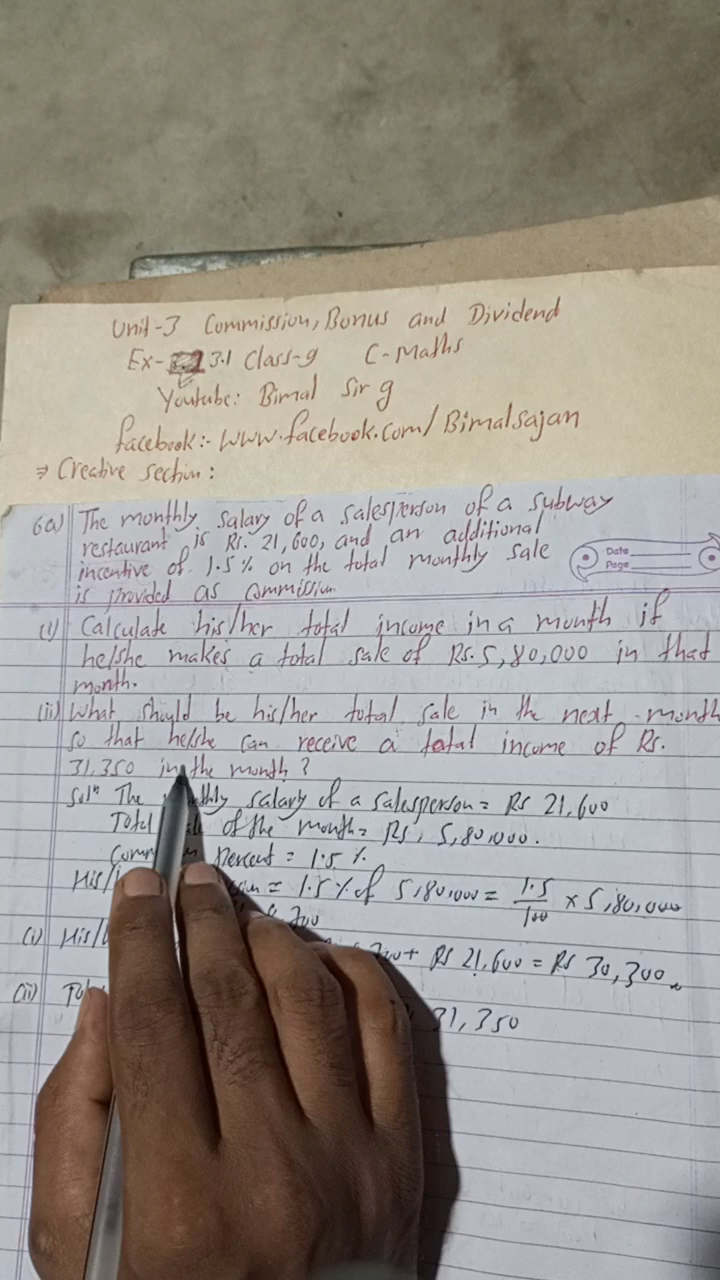 Unit-3 Commission, Bonus and Dividend
Ex- 3.1 Class-9 C-Maths
Youtube: Bimal Sir g
facebook:- www.facebook.com/Bimalsajan
⇒ Creative section:
6a) The monthly salary of a salesperson of a subway
restaurant is Rs. 21,600, and an additional
incentive of 1.5% on the total monthly sale
is provided as commission
Date
Page
(i) Calculate his/her total income in a month if
he/she makes a total sale of Rs. 5,80,000 in that
month.
(ii) What should be his/her total sale in the next month
so that he/she can receive a total income of Rs.
31,350 in the month?
Solⁿ The salary of a salesperson = Rs 21,600
Total of the month = Rs, 5,80,000.
percent = 1.5 %
= 1.5% of 5,80,000 = 1.5/100 × 5,80,000
(i) + Rs 21,600 = Rs 30,300
(ii) 31,350